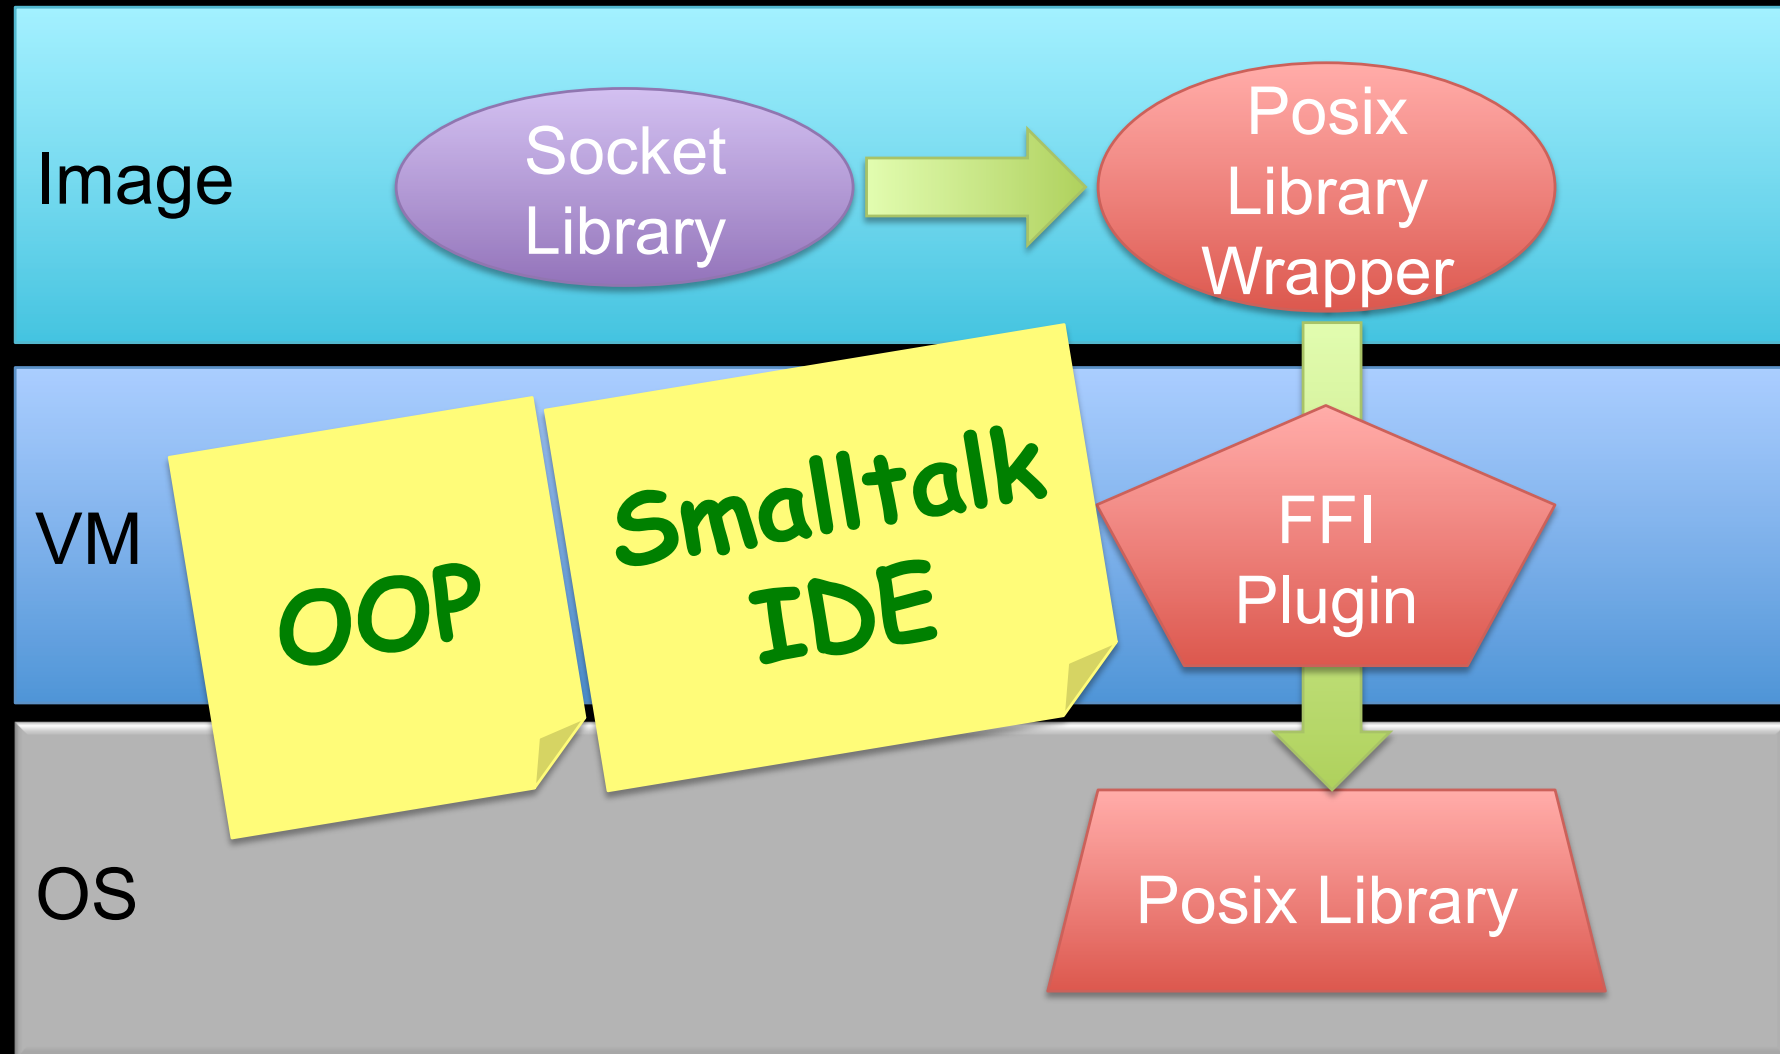 Image
Socket
Library
Posix
Library
Wrapper
VM
OOP
Smalltalk
IDE
FFI
Plugin
OS
Posix Library